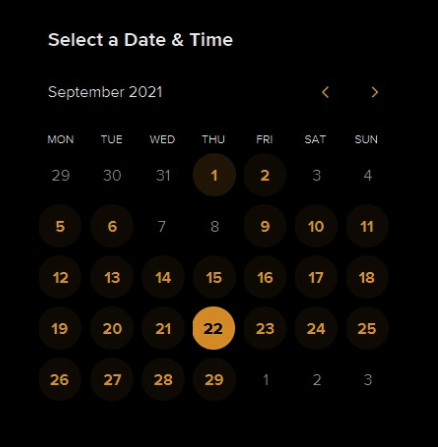 Select a Date & Time
September 2021 < >
MON TUE WED THU FRI SAT SUN
29 30 31 1 2 3 4
5 6 7 8 9 10 11
12 13 14 15 16 17 18
19 20 21 22 23 24 25
26 27 28 29 1 2 3